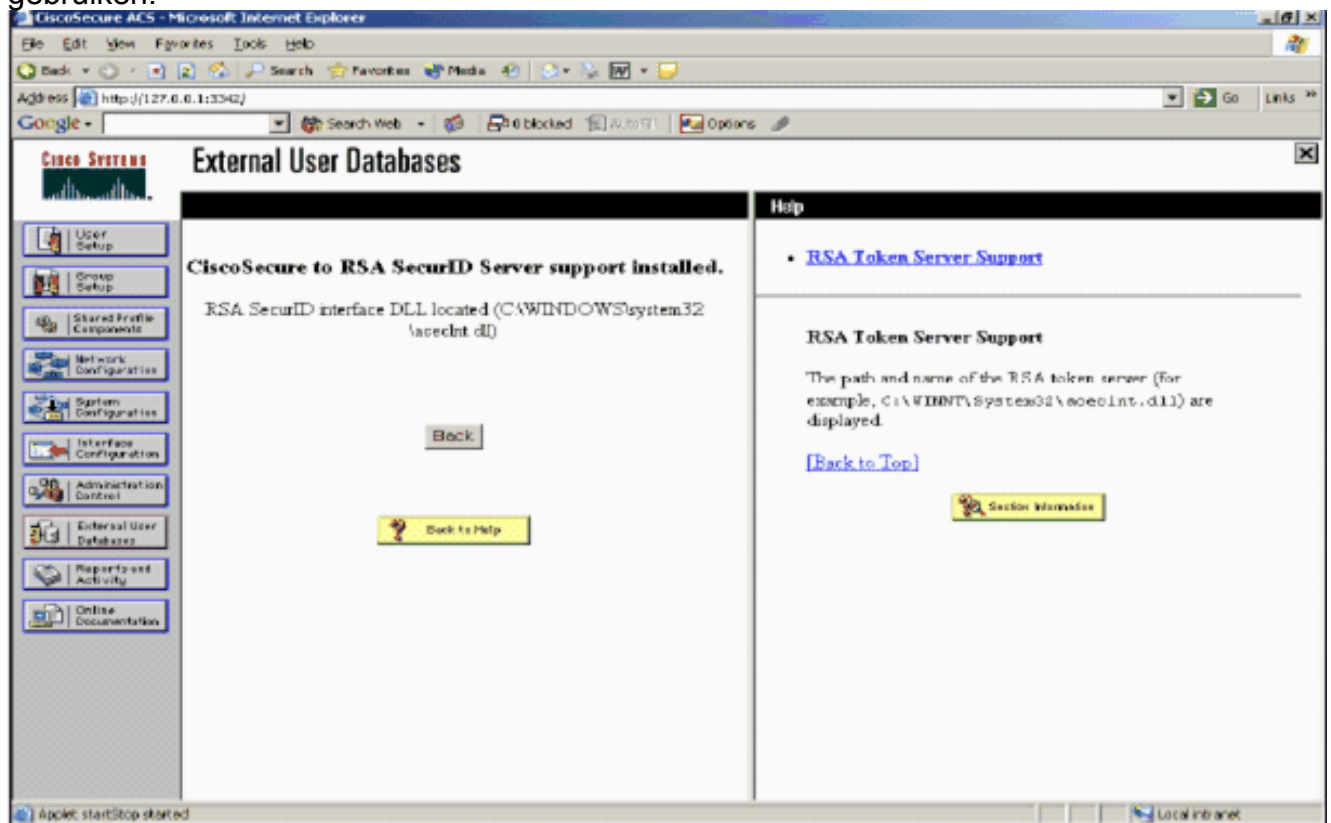 gebruiken.
CiscoSecure ACS - Microsoft Internet Explorer
File Edit View Favorites Tools Help
Back Search Favorites Media
Address http://127.0.0.1:3342/ Go Links »
Google Search Web 0 blocked AutoFill Options
CISCO SYSTEMS
External User Databases
User
Setup
Group
Setup
Shared Profile
Components
Network
Configuration
System
Configuration
Interface
Configuration
Administration
Control
External User
Databases
Reports and
Activity
Online
Documentation
CiscoSecure to RSA SecurID Server support installed.
RSA SecurID interface DLL located (C:\WINDOWS\system32
\aceclnt.dll)
Back
Back to Help
Help
• RSA Token Server Support
RSA Token Server Support
The path and name of the RSA token server (for
example, C:\WINNT\System32\aceclnt.dll) are
displayed.
[Back to Top]
Section Information
Applet startStop started
Local intranet